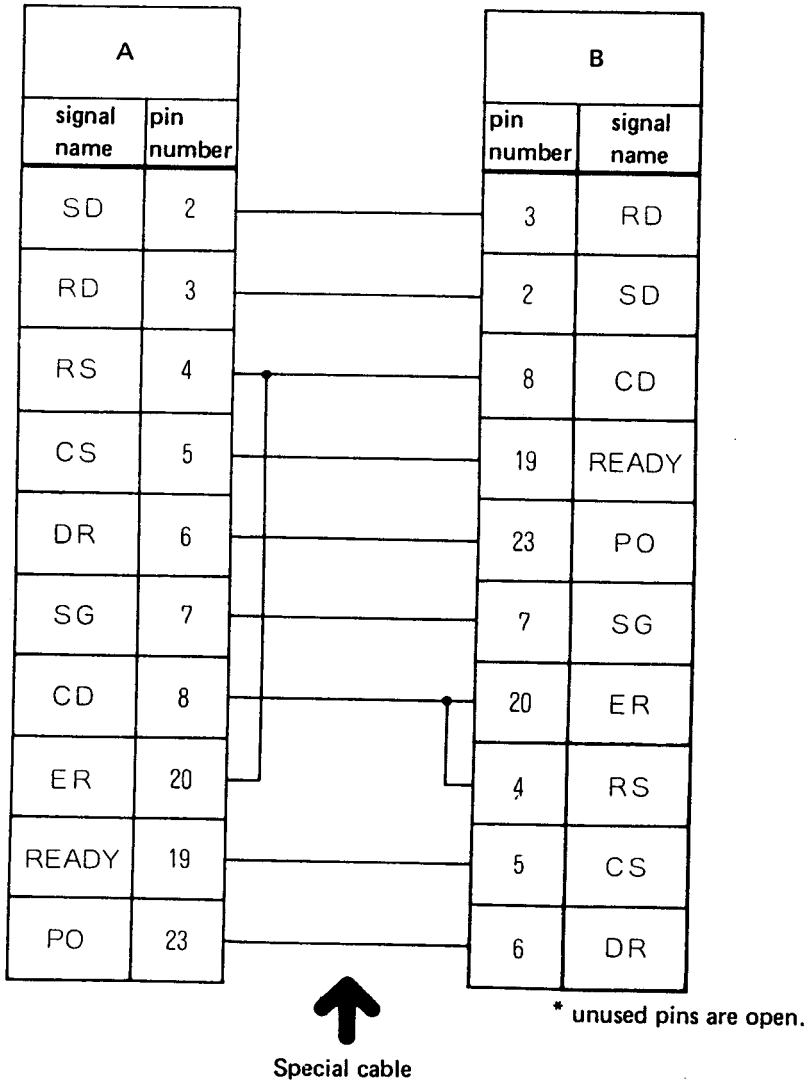 A B
signal name pin number pin number signal name
SD 2 3 RD
RD 3 2 SD
RS 4 8 CD
CS 5 19 READY
DR 6 23 PO
SG 7 7 SG
CD 8 20 ER
ER 20 4 RS
READY 19 5 CS
PO 23 6 DR
* unused pins are open.
Special cable